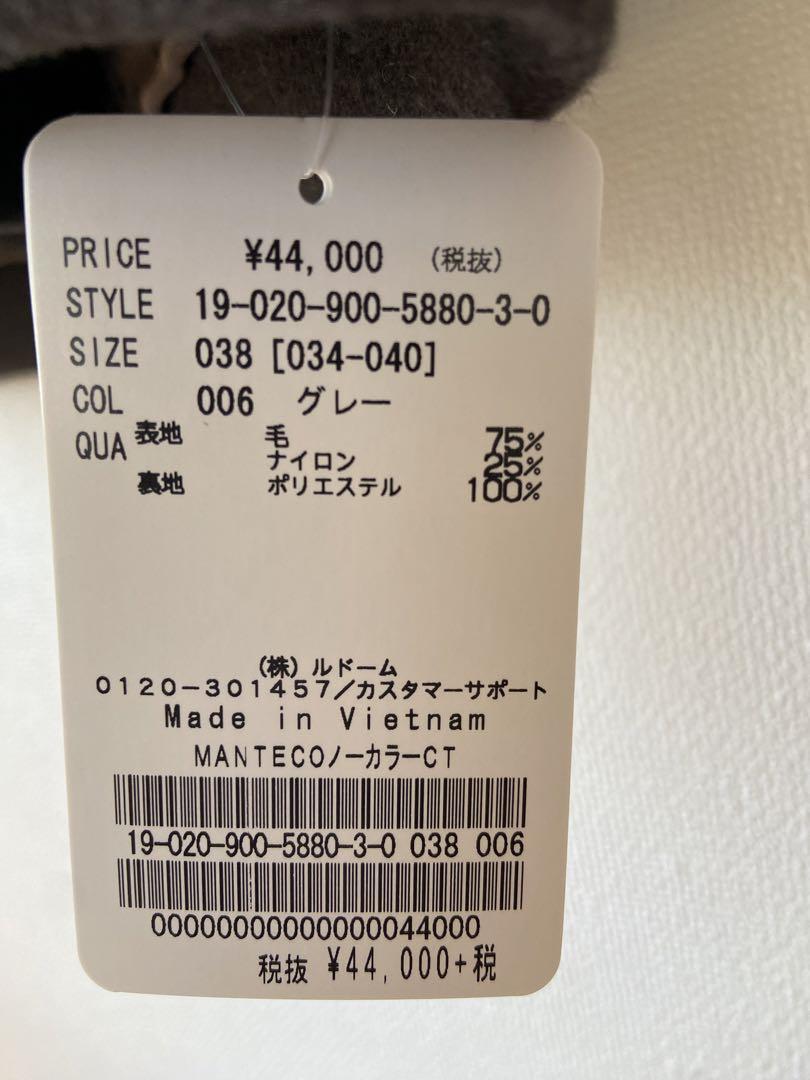 PRICE ¥44,000 (税抜)
STYLE 19-020-900-5880-3-0
SIZE 038 [034-040]
COL 006 グレー
QUA 表地 毛 75%
ナイロン 25%
裏地 ポリエステル 100%
(株) ルドーム
0120-301457/カスタマーサポート
Made in Vietnam
MANTECOノーカラーCT
19-020-900-5880-3-0 038 006
00000000000000044000
税抜 ¥44,000+税